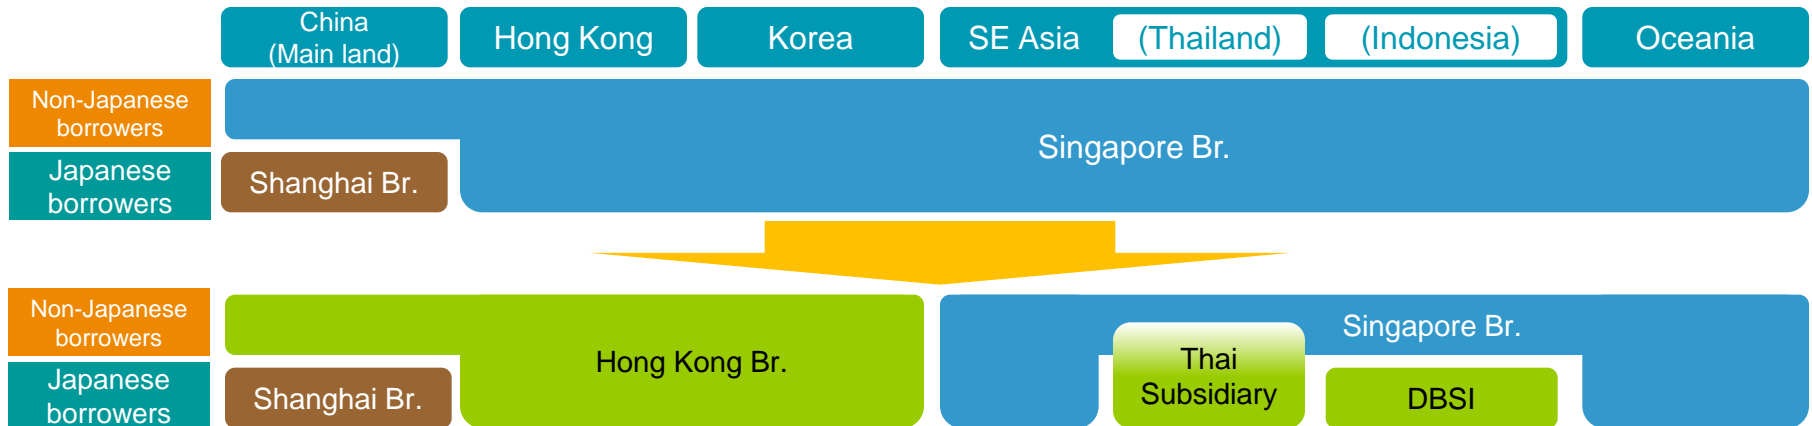 China
(Main land)
Hong Kong
Korea
SE Asia
(Thailand)
(Indonesia)
Oceania
Non-Japanese
borrowers
Singapore Br.
Japanese
borrowers
Shanghai Br.
Non-Japanese
borrowers
Singapore Br.
Hong Kong Br.
Thai
Subsidiary
Japanese
borrowers
Shanghai Br.
DBSI